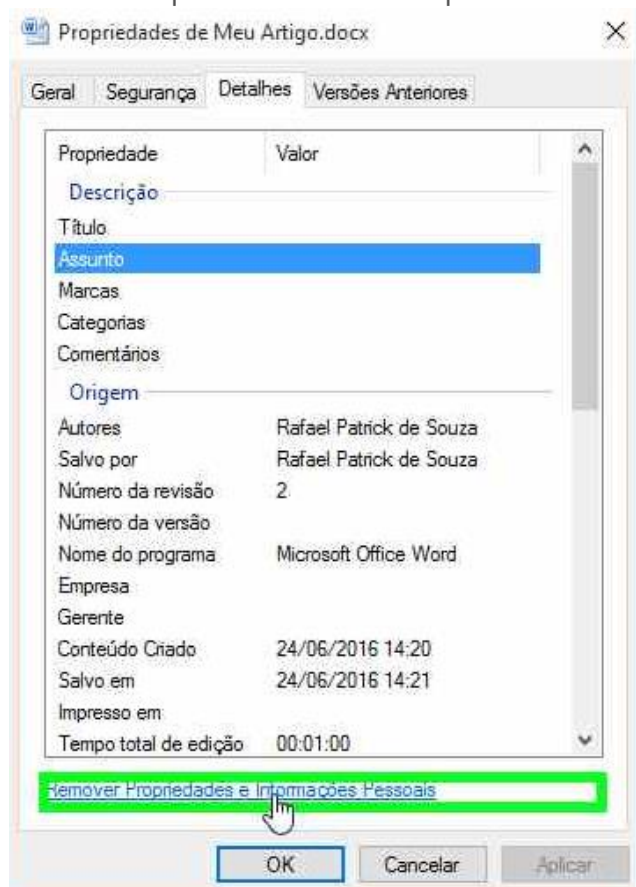 Propriedades de Meu Artigo.docx
Geral Segurança Detalhes Versões Anteriores
Propriedade Valor
Descrição
Título
Assunto
Marcas
Categorias
Comentários
Origem
Autores Rafael Patrick de Souza
Salvo por Rafael Patrick de Souza
Número da revisão 2
Número da versão
Nome do programa Microsoft Office Word
Empresa
Gerente
Conteúdo Criado 24/06/2016 14:20
Salvo em 24/06/2016 14:21
Impresso em
Tempo total de edição 00:01:00
Remover Propriedades e Informações Pessoais
OK Cancelar Aplicar